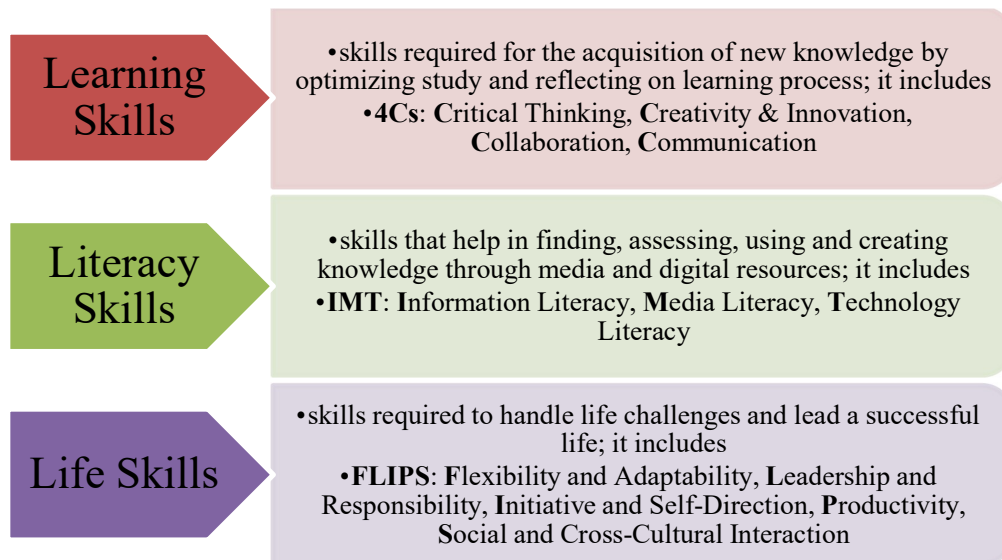 Learning
Skills
•skills required for the acquisition of new knowledge by
optimizing study and reflecting on learning process; it includes
•4Cs: Critical Thinking, Creativity & Innovation,
Collaboration, Communication
Literacy
Skills
•skills that help in finding, assessing, using and creating
knowledge through media and digital resources; it includes
•IMT: Information Literacy, Media Literacy, Technology
Literacy
Life Skills
•skills required to handle life challenges and lead a successful
life; it includes
•FLIPS: Flexibility and Adaptability, Leadership and
Responsibility, Initiative and Self-Direction, Productivity,
Social and Cross-Cultural Interaction